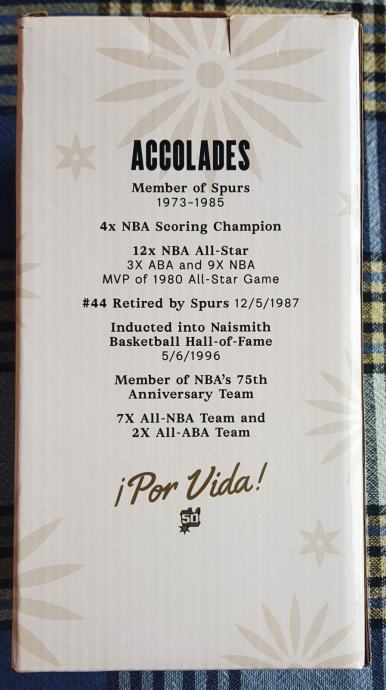 ACCOLADES
Member of Spurs
1973-1985
4x NBA Scoring Champion
12x NBA All-Star
3X ABA and 9X NBA
MVP of 1980 All-Star Game
#44 Retired by Spurs 12/5/1987
Inducted into Naismith
Basketball Hall-of-Fame
5/6/1996
Member of NBA's 75th
Anniversary Team
7X All-NBA Team and
2X All-ABA Team
¡Por Vida!
50